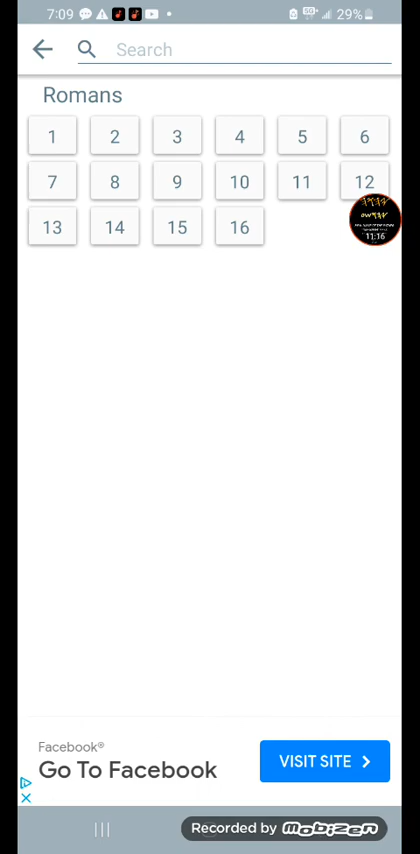 7:09 29%
Search
Romans
1 2 3 4 5 6
7 8 9 10 11 12
13 14 15 16
11:16
Facebook®
Go To Facebook
VISIT SITE
Recorded by mobizen